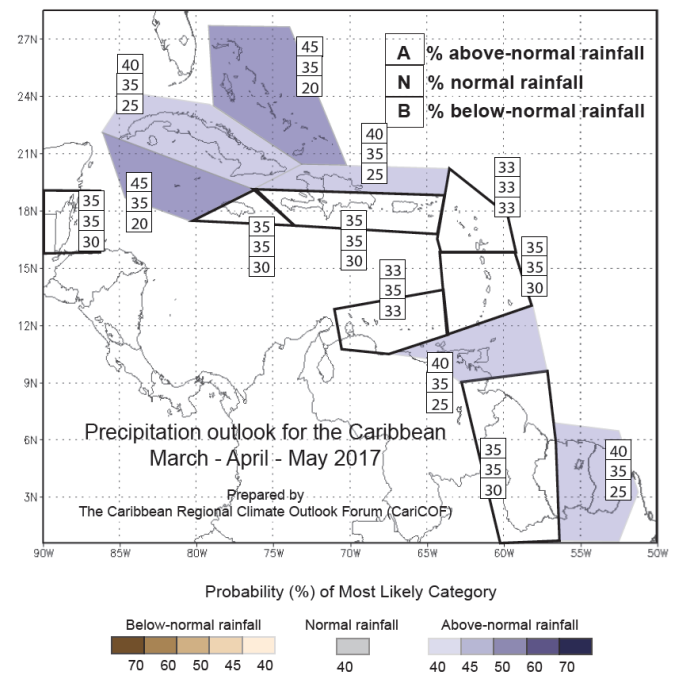 27N
24N
21N
18N
15N
12N
9N
6N
3N
90W 85W 80W 75W 70W 65W 60W 55W 50W
A % above-normal rainfall
N % normal rainfall
B % below-normal rainfall
40
35
25
45
35
20
40
35
25
33
33
33
45
35
20
35
35
30
35
35
30
35
35
30
35
35
30
33
35
33
40
35
25
35
35
30
40
35
25
Precipitation outlook for the Caribbean
March - April - May 2017
Prepared by
The Caribbean Regional Climate Outlook Forum (CariCOF)
Probability (%) of Most Likely Category
Below-normal rainfall
70 60 50 45 40
Normal rainfall
40
Above-normal rainfall
40 45 50 60 70